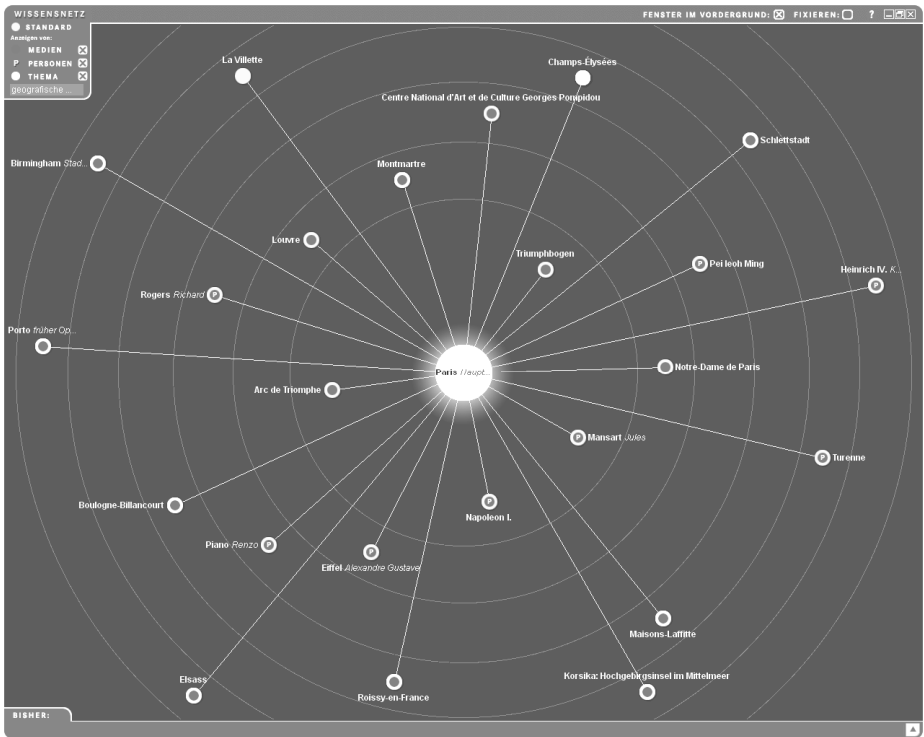 WISSENSNETZ
FENSTER IM VORDERGRUND:
FIXIEREN:
?
STANDARD
Anzeigen von:
MEDIEN
P PERSONEN
THEMA
geografische ...
La Villette
Champs-Élysées
Centre National d'Art et de Culture Georges Pompidou
Schlettstadt
Birmingham Stad...
Montmartre
Louvre
Triumphbogen
P Pei Ieoh Ming
Heinrich IV. K...
P
Rogers Richard P
Porto früher Op...
Paris Haupt...
Notre-Dame de Paris
Arc de Triomphe
P Mansart Jules
P Turenne
Boulogne-Billancourt
P
Napoleon I.
Piano Renzo P
P
Eiffel Alexandre Gustave
Maisons-Laffitte
Elsass
Roissy-en-France
Korsika: Hochgebirgsinsel im Mittelmeer
BISHER: